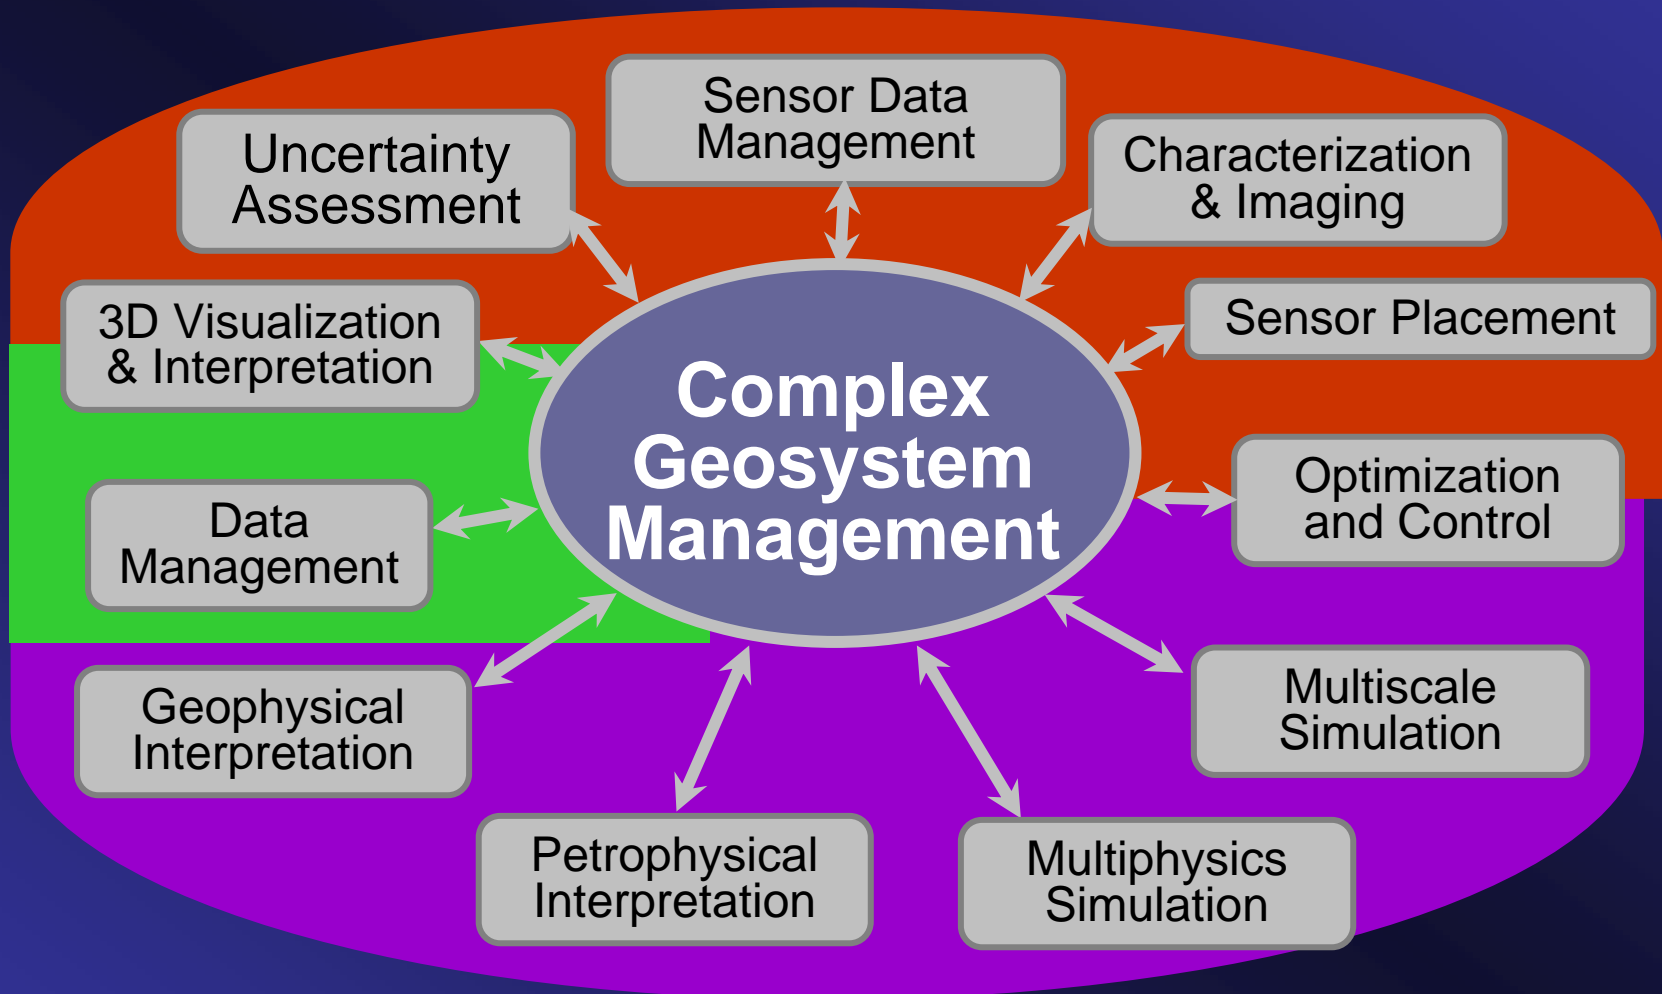 Sensor Data
Management
Uncertainty
Assessment
Characterization
& Imaging
3D Visualization
& Interpretation
Sensor Placement
Complex
Geosystem
Management
Data
Management
Optimization
and Control
Geophysical
Interpretation
Multiscale
Simulation
Petrophysical
Interpretation
Multiphysics
Simulation